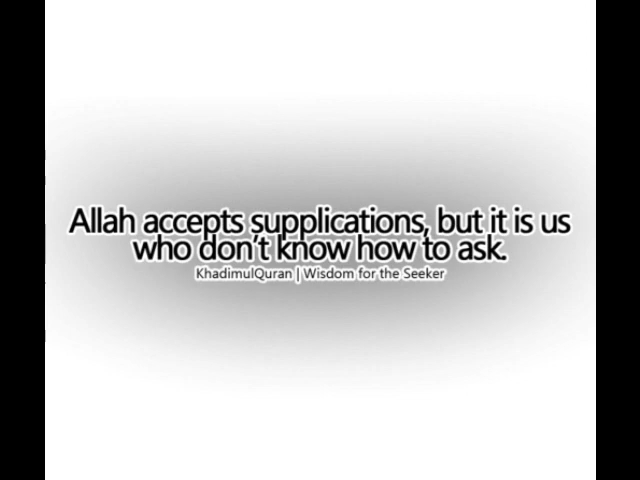 Allah accepts supplications, but it is us
who don't know how to ask.
KhadimulQuran | Wisdom for the Seeker